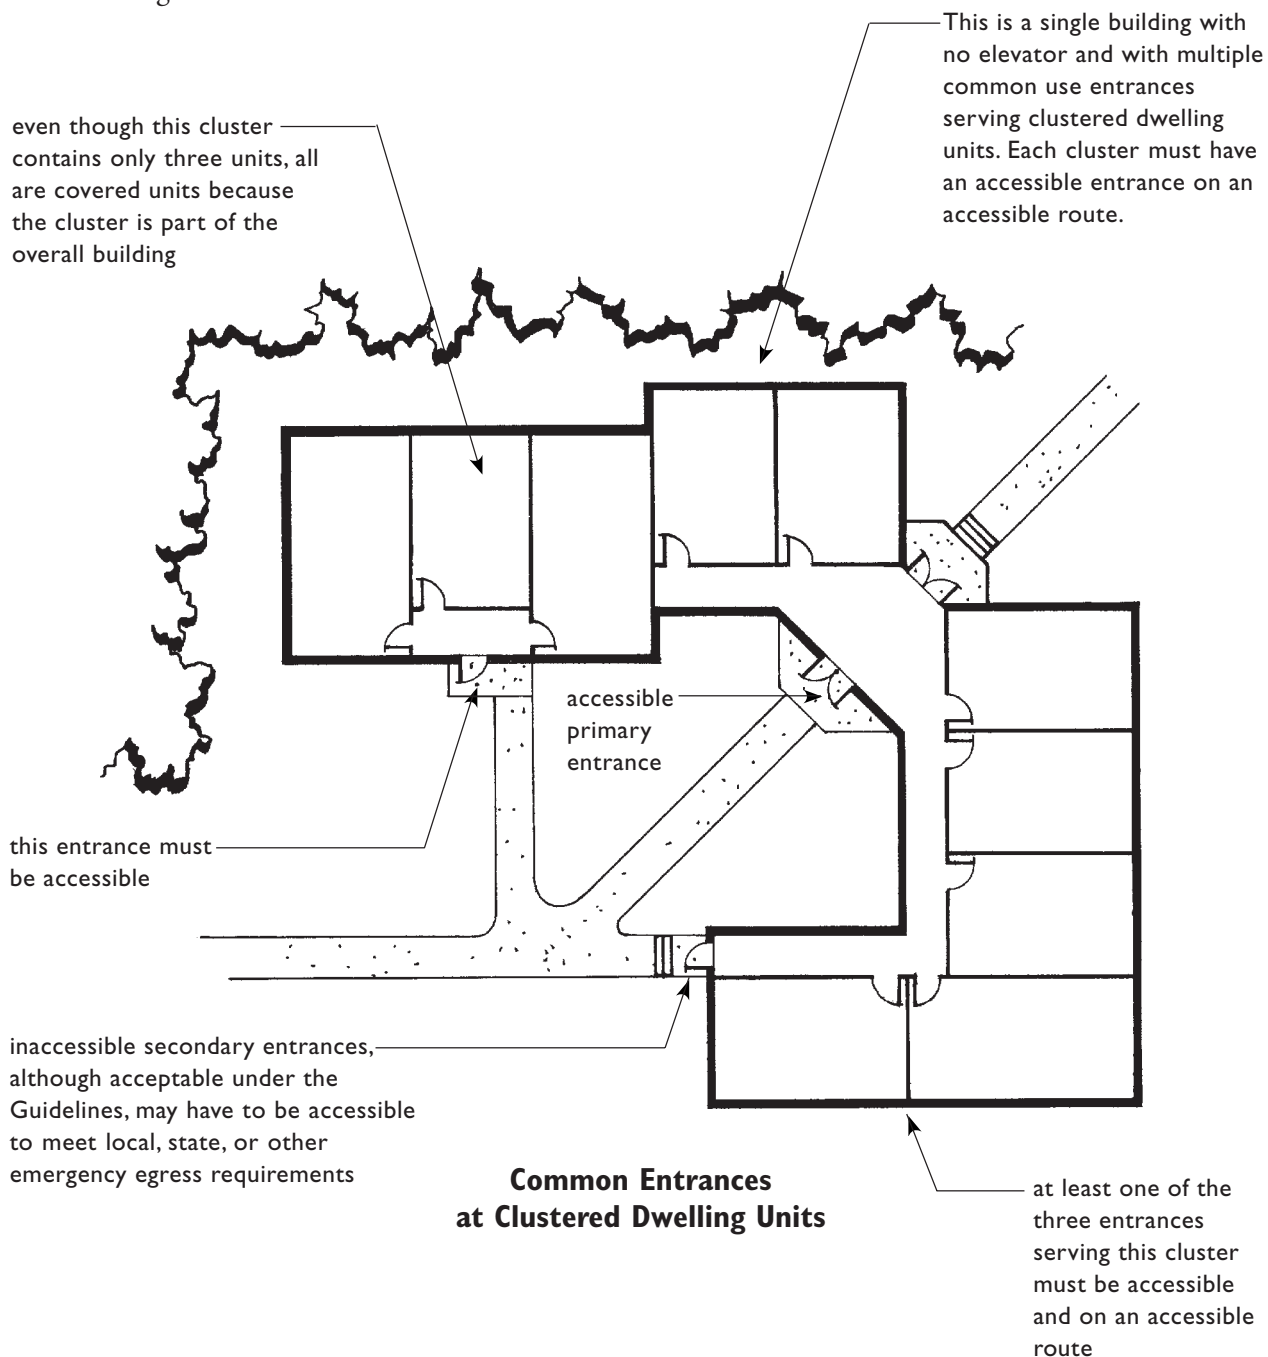 This is a single building with
no elevator and with multiple
common use entrances
serving clustered dwelling
units. Each cluster must have
an accessible entrance on an
accessible route.
even though this cluster
contains only three units, all
are covered units because
the cluster is part of the
overall building
accessible
primary
entrance
this entrance must
be accessible
inaccessible secondary entrances,
although acceptable under the
Guidelines, may have to be accessible
to meet local, state, or other
emergency egress requirements
Common Entrances
at Clustered Dwelling Units
at least one of the
three entrances
serving this cluster
must be accessible
and on an accessible
route